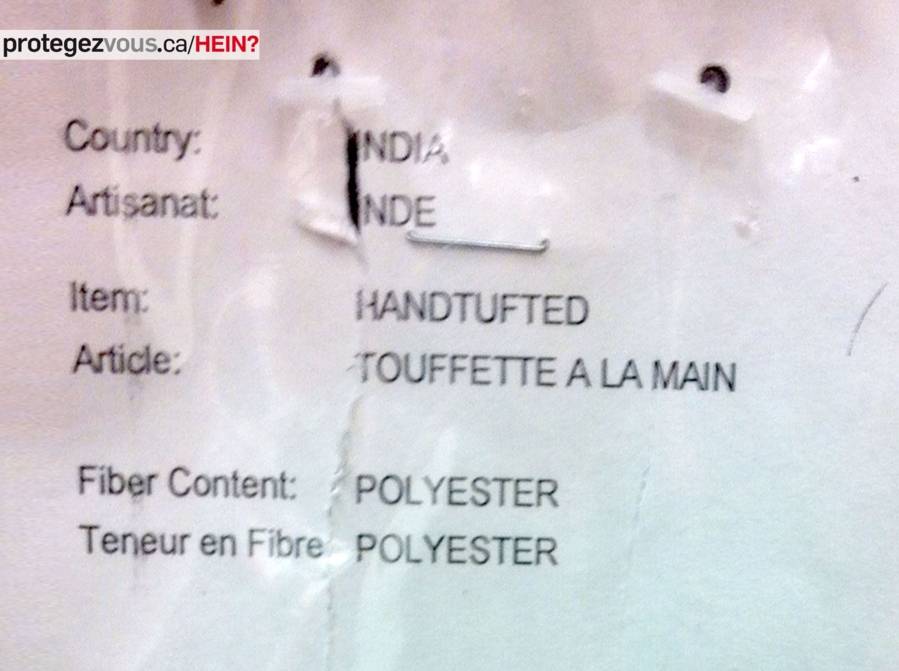 protegezvous.ca/HEIN?
Country: INDIA
Artisanat: INDE
Item: HANDTUFTED
Article: TOUFFETTE A LA MAIN
Fiber Content: POLYESTER
Teneur en Fibre POLYESTER